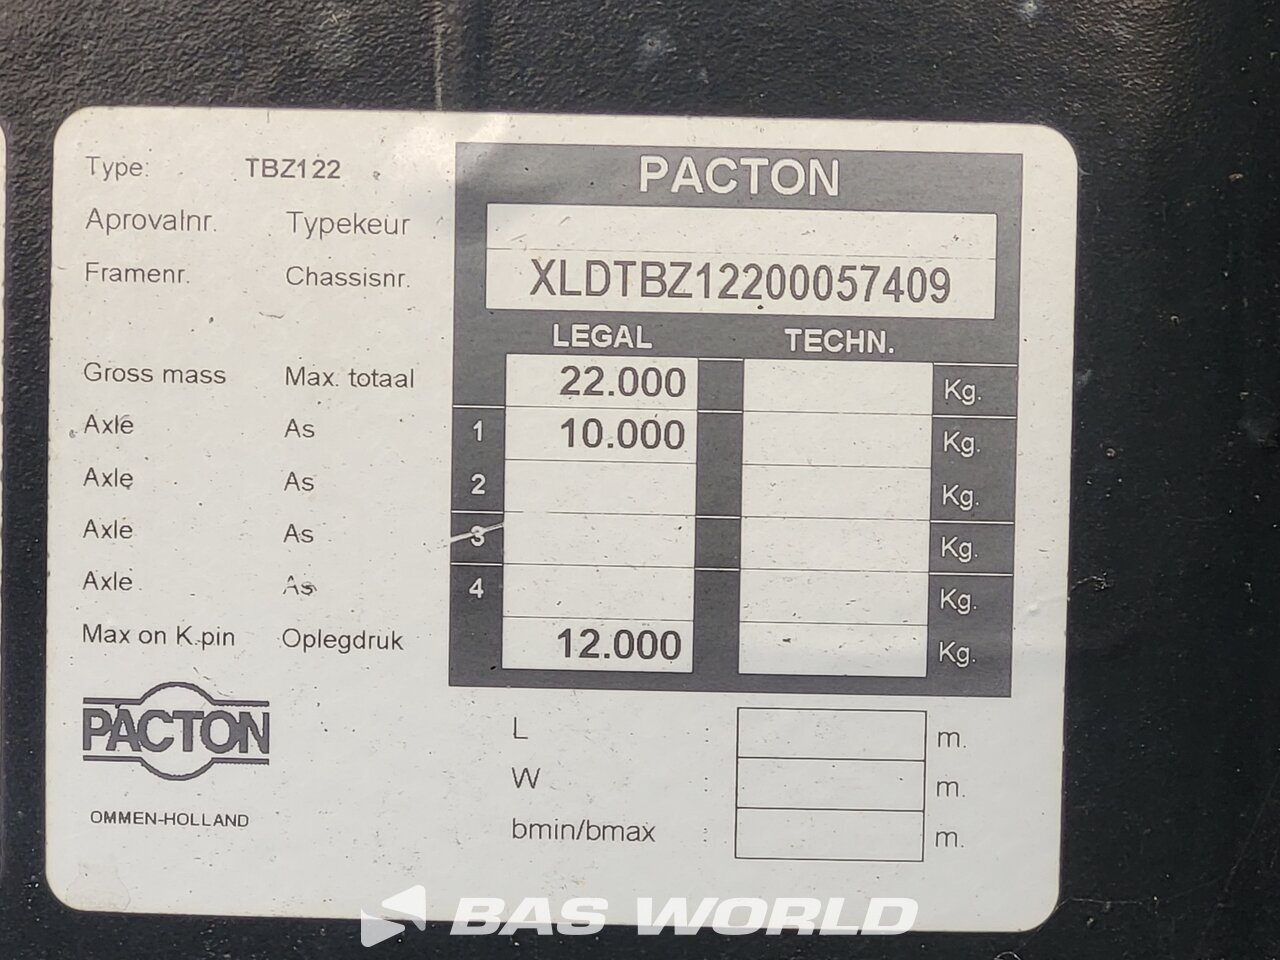 Type: TBZ122
PACTON
Aprovalnr. Typekeur
Framenr. Chassisnr. XLDTBZ12200057409
LEGAL TECHN.
Gross mass Max. totaal 22.000 Kg.
Axle As 1 10.000 Kg.
Axle As 2 Kg.
Axle As 3 Kg.
Axle As 4 Kg.
Max on K.pin Oplegdruk 12.000 Kg.
PACTON
OMMEN-HOLLAND
L : m.
W : m.
bmin/bmax : m.
BAS WORLD